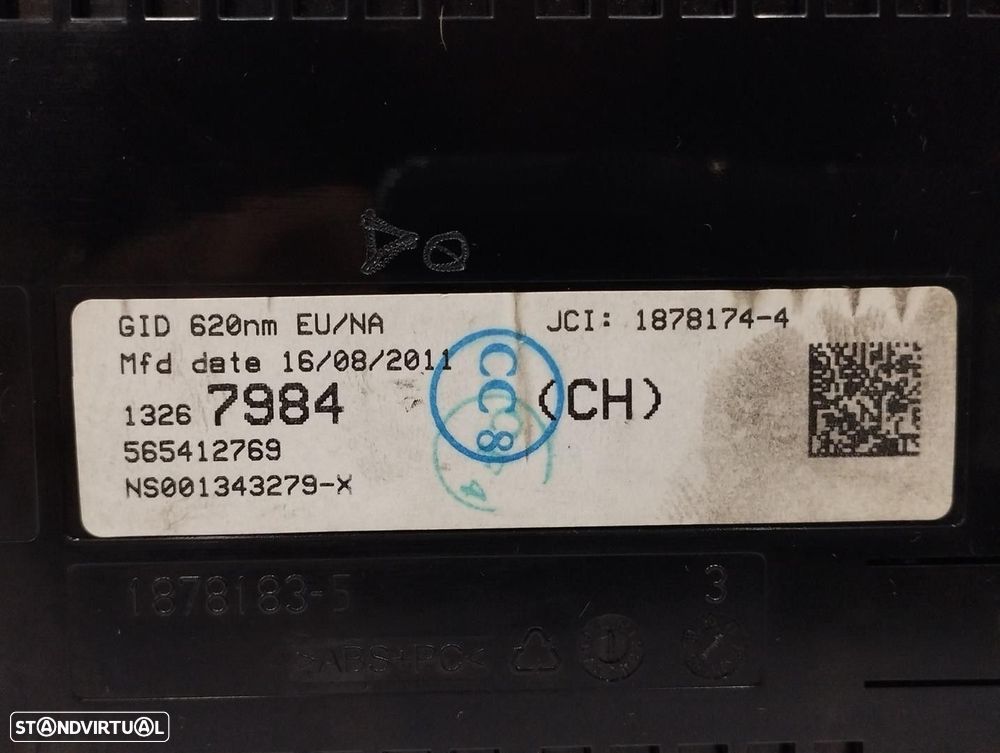 GID 620nm EU/NA JCI: 1878174-4
Mfd date 16/08/2011
1326 7984 (CH)
565412769
NS001343279-X
CC8
4
1878183-5 3
>ABS+PC<
STANDVIRTUAL